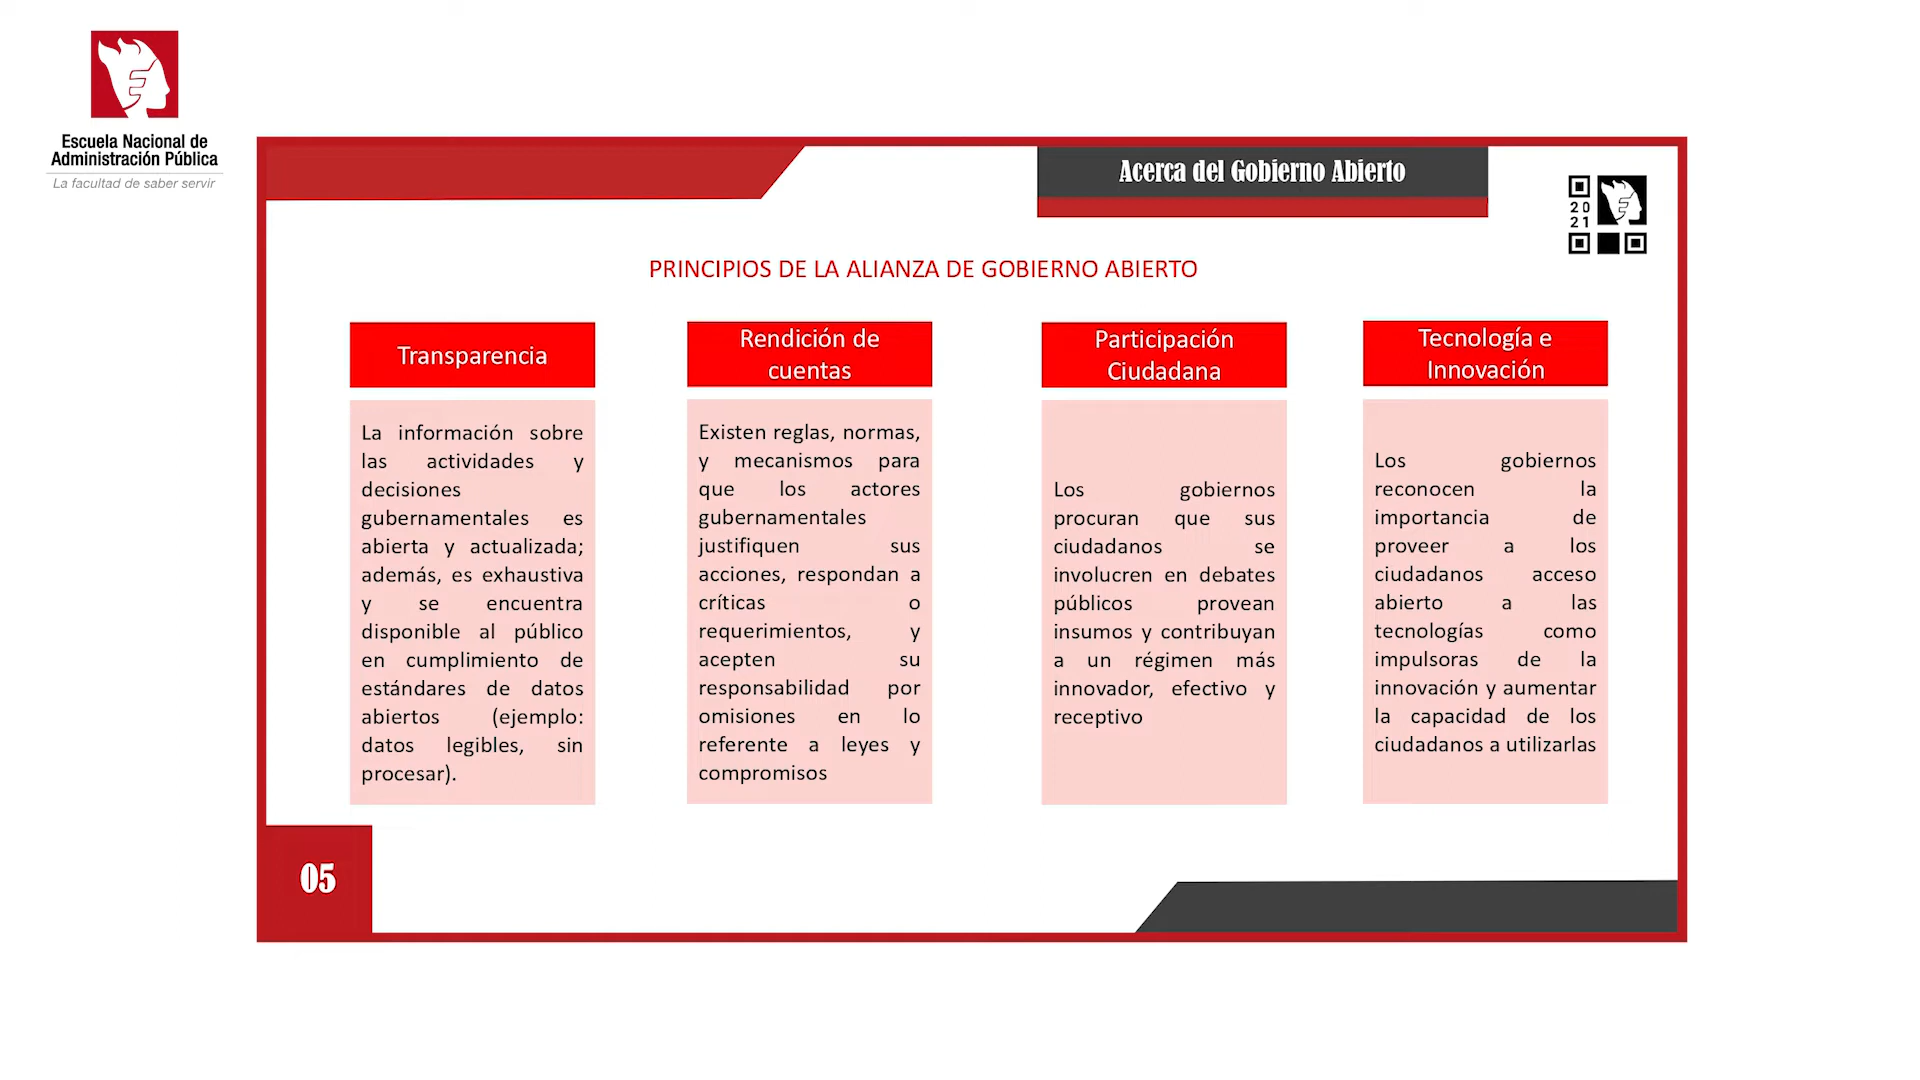 Escuela Nacional de
Administración Pública
La facultad de saber servir
Acerca del Gobierno Abierto
20
21
PRINCIPIOS DE LA ALIANZA DE GOBIERNO ABIERTO
Transparencia
La información sobre
las actividades y
decisiones
gubernamentales es
abierta y actualizada;
además, es exhaustiva
y se encuentra
disponible al público
en cumplimiento de
estándares de datos
abiertos (ejemplo:
datos legibles, sin
procesar).
Rendición de
cuentas
Existen reglas, normas,
y mecanismos para
que los actores
gubernamentales
justifiquen sus
acciones, respondan a
críticas o
requerimientos, y
acepten su
responsabilidad por
omisiones en lo
referente a leyes y
compromisos
Participación
Ciudadana
Los gobiernos
procuran que sus
ciudadanos se
involucren en debates
públicos provean
insumos y contribuyan
a un régimen más
innovador, efectivo y
receptivo
Tecnología e
Innovación
Los gobiernos
reconocen la
importancia de
proveer a los
ciudadanos acceso
abierto a las
tecnologías como
impulsoras de la
innovación y aumentar
la capacidad de los
ciudadanos a utilizarlas
05